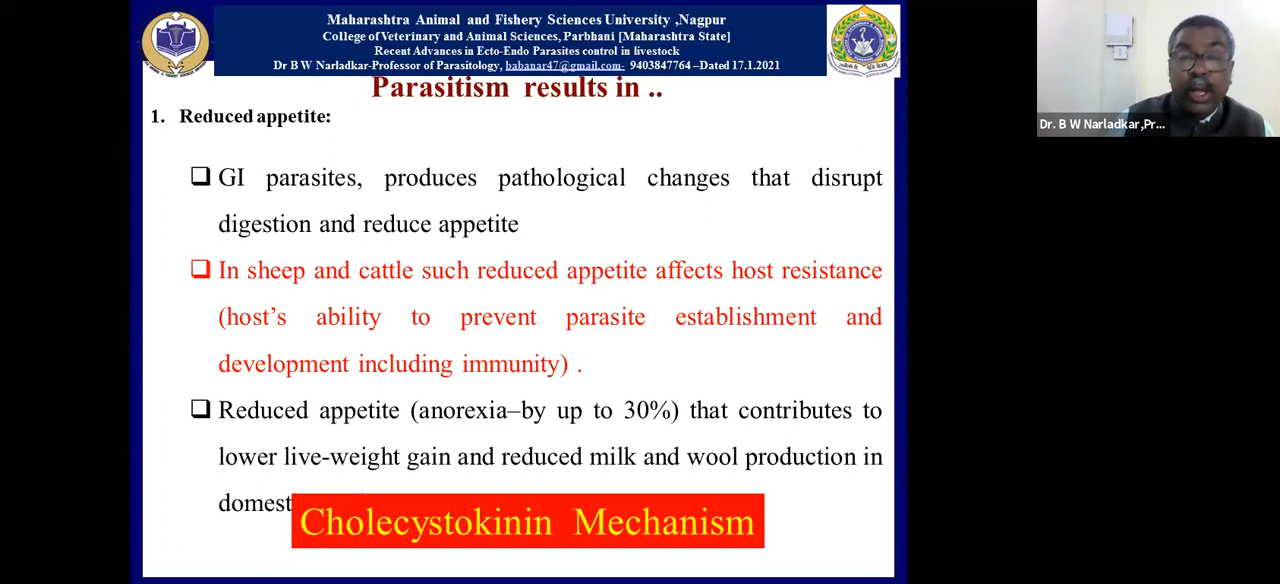 Maharashtra Animal and Fishery Sciences University ,Nagpur
College of Veterinary and Animal Sciences, Parbhani [Maharashtra State]
Recent Advances in Ecto-Endo Parasites control in livestock
Dr B W Narladkar-Professor of Parasitology, babanar47@gmail.com- 9403847764 –Dated 17.1.2021
Parasitism results in ..
1. Reduced appetite:
GI parasites, produces pathological changes that disrupt
digestion and reduce appetite
In sheep and cattle such reduced appetite affects host resistance
(host's ability to prevent parasite establishment and
development including immunity) .
Reduced appetite (anorexia–by up to 30%) that contributes to
lower live-weight gain and reduced milk and wool production in
Cholecystokinin Mechanism
Dr. B W Narladkar,Pr...